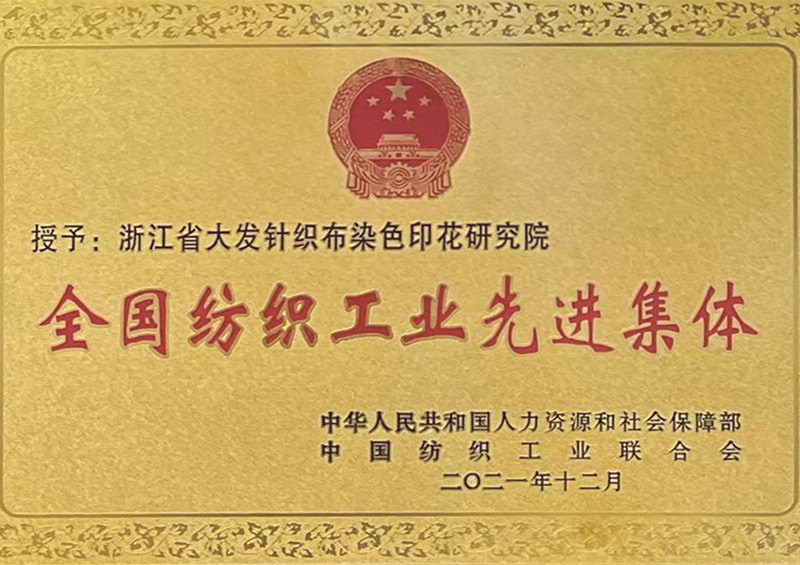 授予：浙江省大发针织布染色印花研究院
全国纺织工业先进集体
中华人民共和国人力资源和社会保障部
中国纺织工业联合会
二〇二一年十二月